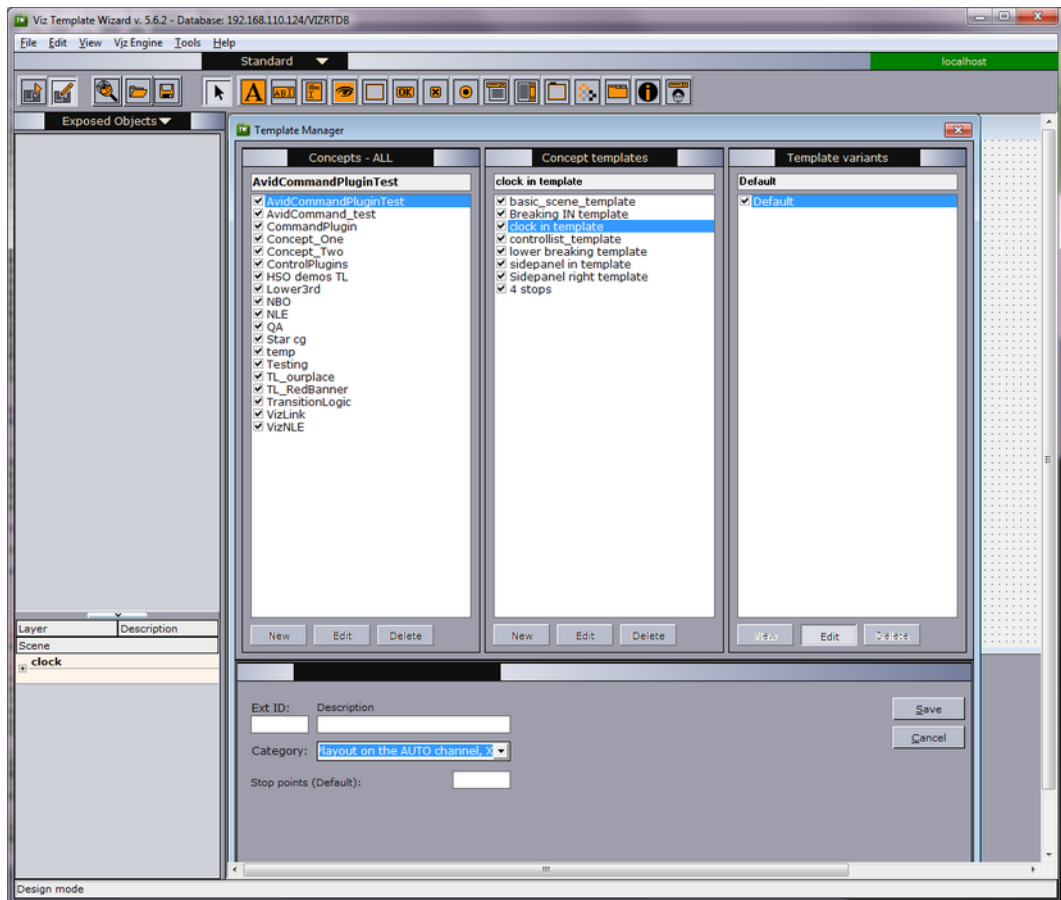 Viz Template Wizard v. 5.6.2 - Database: 192.168.110.124/VIZRTDB
File Edit View Viz Engine Tools Help
Standard
localhost
A ABI OK
Exposed Objects
Template Manager
Concepts - ALL
AvidCommandPluginTest
AvidCommandPluginTest
AvidCommand_test
CommandPlugin
Concept_One
Concept_Two
ControlPlugins
HSO demos TL
Lower3rd
NBO
NLE
QA
Star cg
temp
Testing
TL_ourplace
TL_RedBanner
TransitionLogic
VizLink
VizNLE
New Edit Delete
Concept templates
clock in template
basic_scene_template
Breaking IN template
clock in template
controllist_template
lower breaking template
sidepanel in template
Sidepanel right template
4 stops
New Edit Delete
Template variants
Default
Default
New Edit Delete
Layer Description
Scene
clock
Ext ID: Description
Category: layout on the AUTO channel, X
Stop points (Default):
Save
Cancel
Design mode